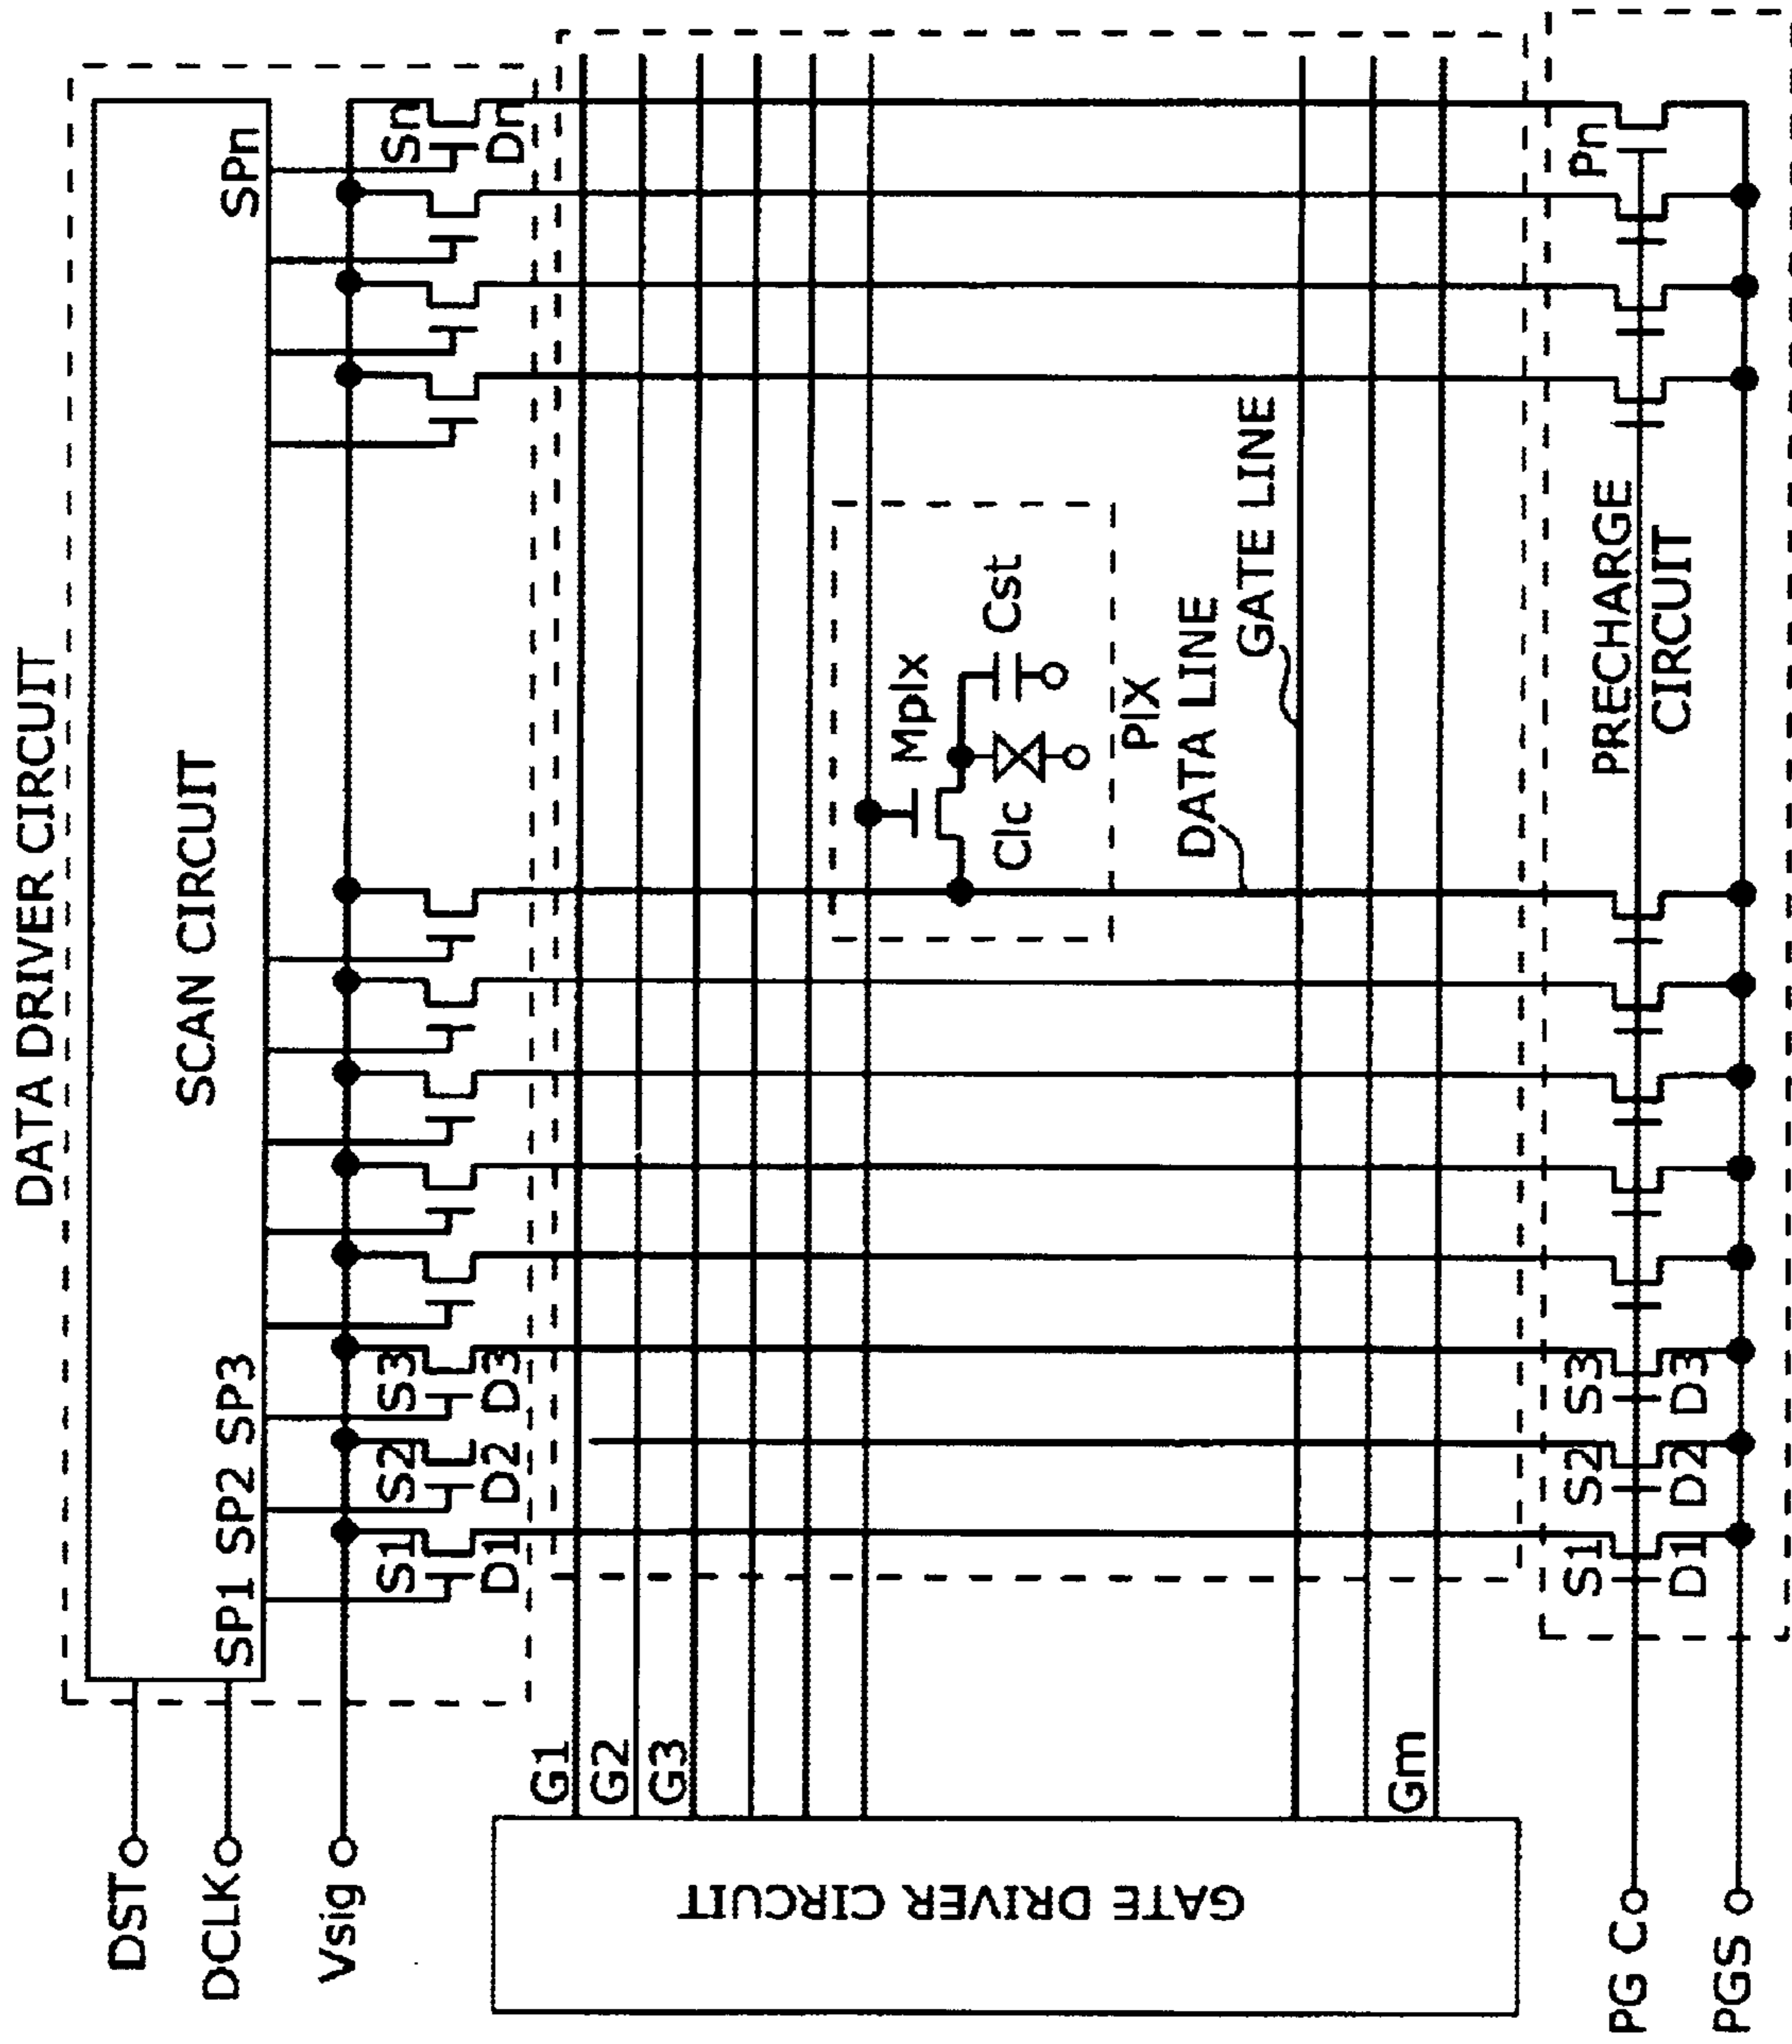 DATA DRIVER CIRCUIT
SCAN CIRCUIT
SP1 SP2 SP3
SPn
DST
DCLK
Vsig
S1
S2
S3
Sn
D1
D2
D3
Dn
G1
G2
G3
Gm
GATE DRIVER CIRCUIT
Mpix
Clc
Cst
PIX
DATA LINE
GATE LINE
PRECHARGE
CIRCUIT
S1
S2
S3
Pn
D1
D2
D3
PG C
PGS